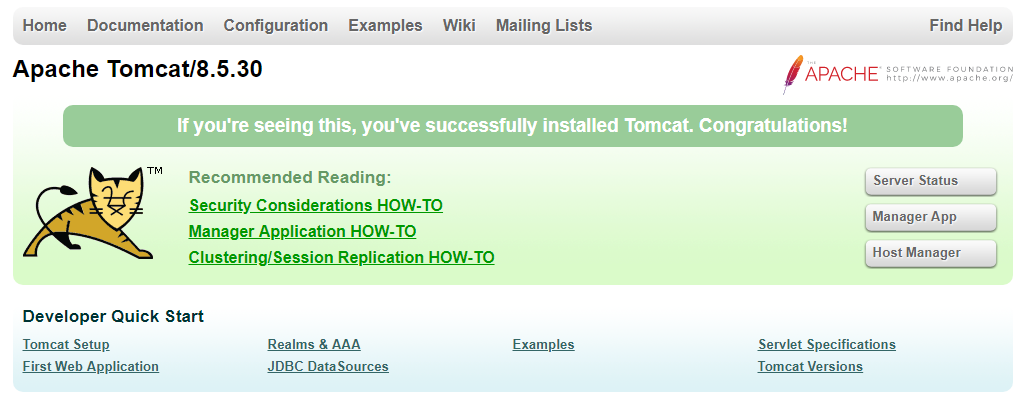 Home Documentation Configuration Examples Wiki Mailing Lists Find Help
Apache Tomcat/8.5.30
THE APACHE® SOFTWARE FOUNDATION
http://www.apache.org/
If you're seeing this, you've successfully installed Tomcat. Congratulations!
TM
Recommended Reading:
Security Considerations HOW-TO
Manager Application HOW-TO
Clustering/Session Replication HOW-TO
Server Status
Manager App
Host Manager
Developer Quick Start
Tomcat Setup Realms & AAA Examples Servlet Specifications
First Web Application JDBC DataSources Tomcat Versions